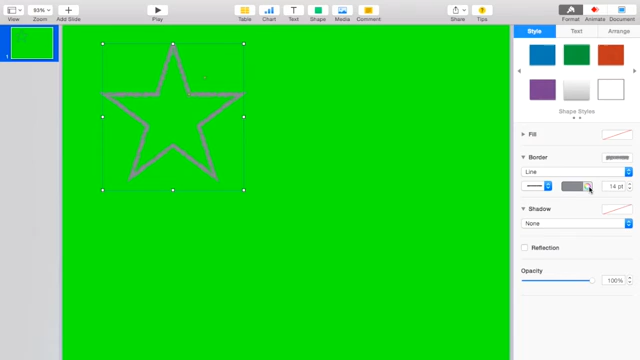 93%
View Zoom Add Slide Play Table Chart Text Shape Media Comment Share Tips Format Animate Document
Style Text Arrange
1
Shape Styles
Fill
Border
Line
14 pt
Shadow
None
Reflection
Opacity
100%